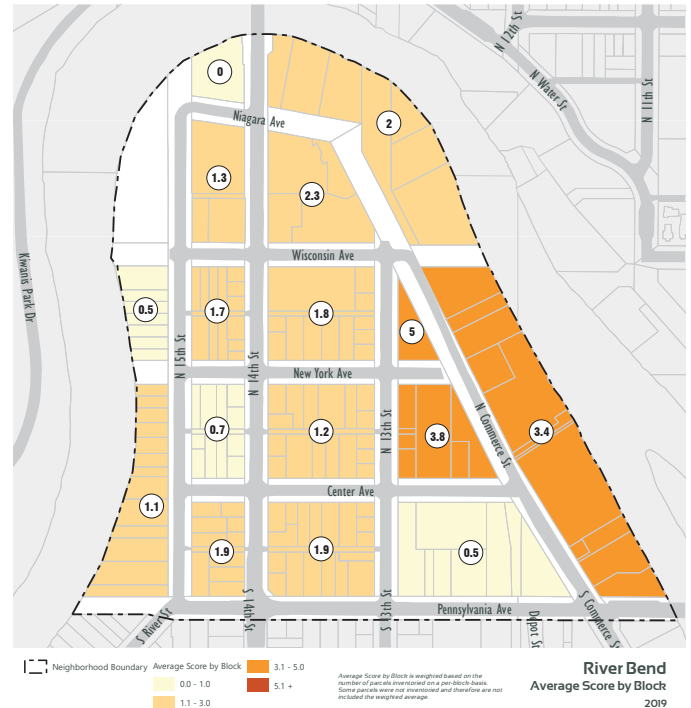 N 12th St
N Water St
N 11th St
0
Niagara Ave
2
1.3
2.3
Kiwanis Park Dr
Wisconsin Ave
0.5
1.7
1.8
5
N 15th St
N 14th St
New York Ave
0.7
1.2
N 13th St
3.8
N Commerce St
3.4
Center Ave
1.1
1.9
1.9
0.5
S River St
S 14th St
S 13th St
Pennsylvania Ave
Depot St
S Commerce St
Neighborhood Boundary
Average Score by Block
0.0 - 1.0
1.1 - 3.0
3.1 - 5.0
5.1 +
Average Score by Block is weighted based on the
number of parcels inventoried on a per-block-basis.
Some parcels were not inventoried and therefore are not
included the weighted average.
River Bend
Average Score by Block
2019